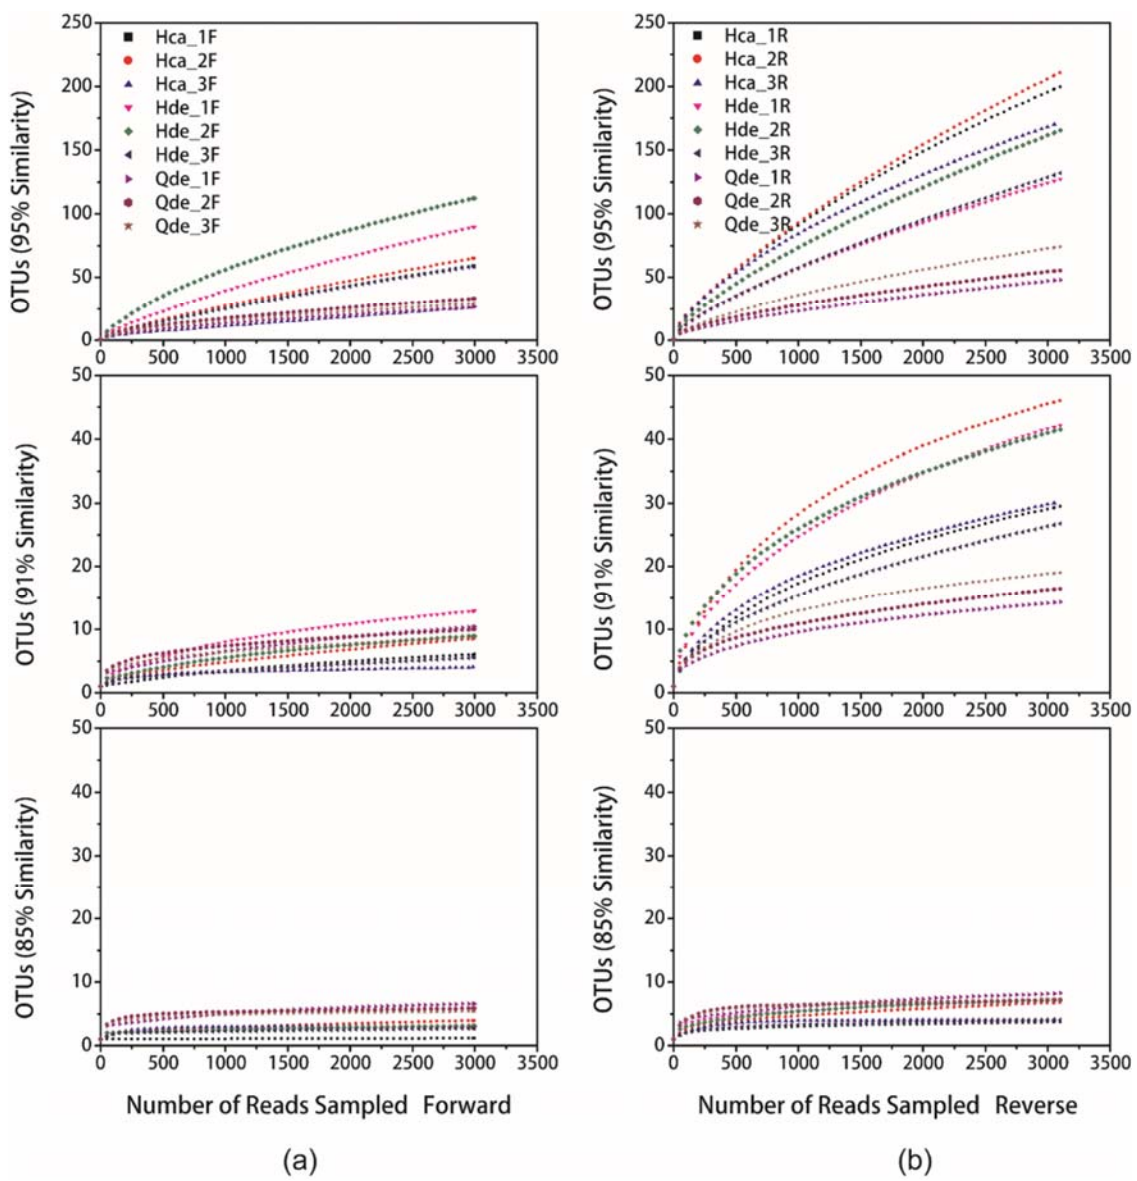 250
200
150
100
50
0
OTUs (95% Similarity)
Hca_1F
Hca_2F
Hca_3F
Hde_1F
Hde_2F
Hde_3F
Qde_1F
Qde_2F
Qde_3F
0 500 1000 1500 2000 2500 3000 3500
250
200
150
100
50
0
OTUs (95% Similarity)
Hca_1R
Hca_2R
Hca_3R
Hde_1R
Hde_2R
Hde_3R
Qde_1R
Qde_2R
Qde_3R
0 500 1000 1500 2000 2500 3000 3500
50
40
30
20
10
0
OTUs (91% Similarity)
0 500 1000 1500 2000 2500 3000 3500
50
40
30
20
10
0
OTUs (91% Similarity)
0 500 1000 1500 2000 2500 3000 3500
50
40
30
20
10
0
OTUs (85% Similarity)
0 500 1000 1500 2000 2500 3000 3500
50
40
30
20
10
0
OTUs (85% Similarity)
0 500 1000 1500 2000 2500 3000 3500
Number of Reads Sampled Forward
Number of Reads Sampled Reverse
(a)
(b)